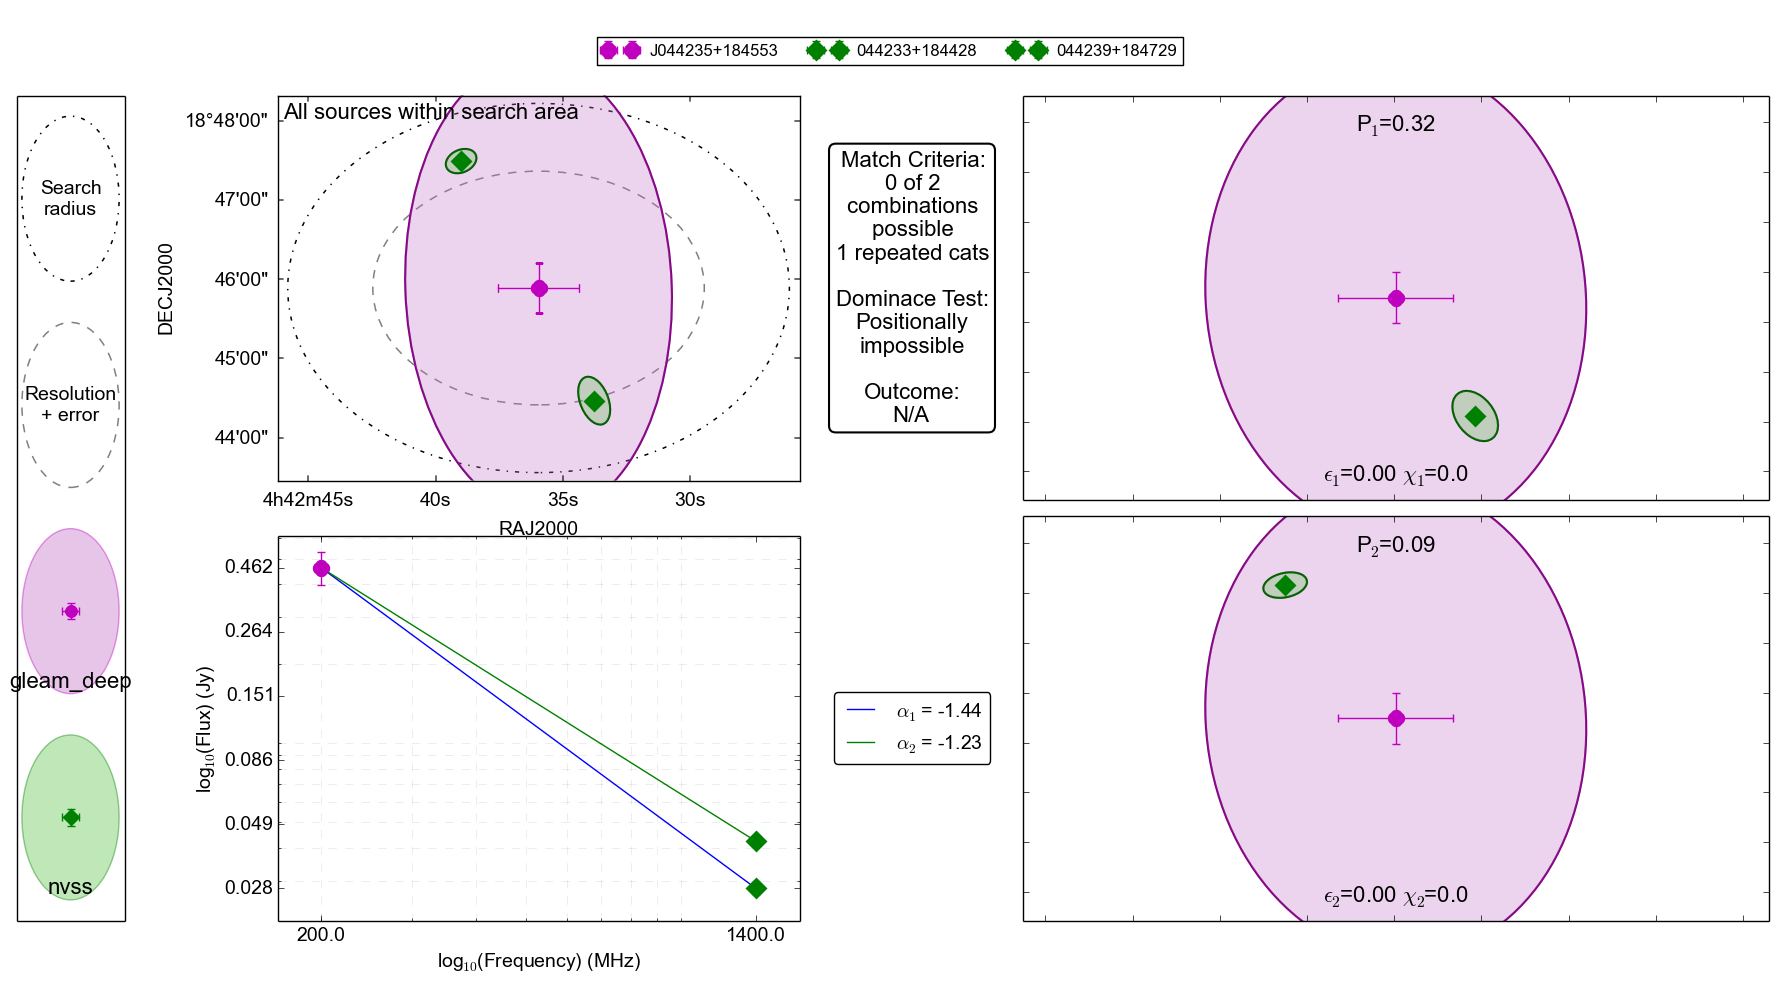 J044235+184553 044233+184428 044239+184729
Search
radius
Resolution
+ error
gleam_deep
nvss
All sources within search area
DECJ2000
18°48'00"
47'00"
46'00"
45'00"
44'00"
4h42m45s 40s 35s 30s
RAJ2000
Match Criteria:
0 of 2
combinations
possible
1 repeated cats
Dominace Test:
Positionally
impossible
Outcome:
N/A
P₁=0.32
ϵ₁=0.00 χ₁=0.0
log₁₀(Flux) (Jy)
0.462
0.264
0.151
0.086
0.049
0.028
200.0 1400.0
log₁₀(Frequency) (MHz)
α₁ = -1.44
α₂ = -1.23
P₂=0.09
ϵ₂=0.00 χ₂=0.0